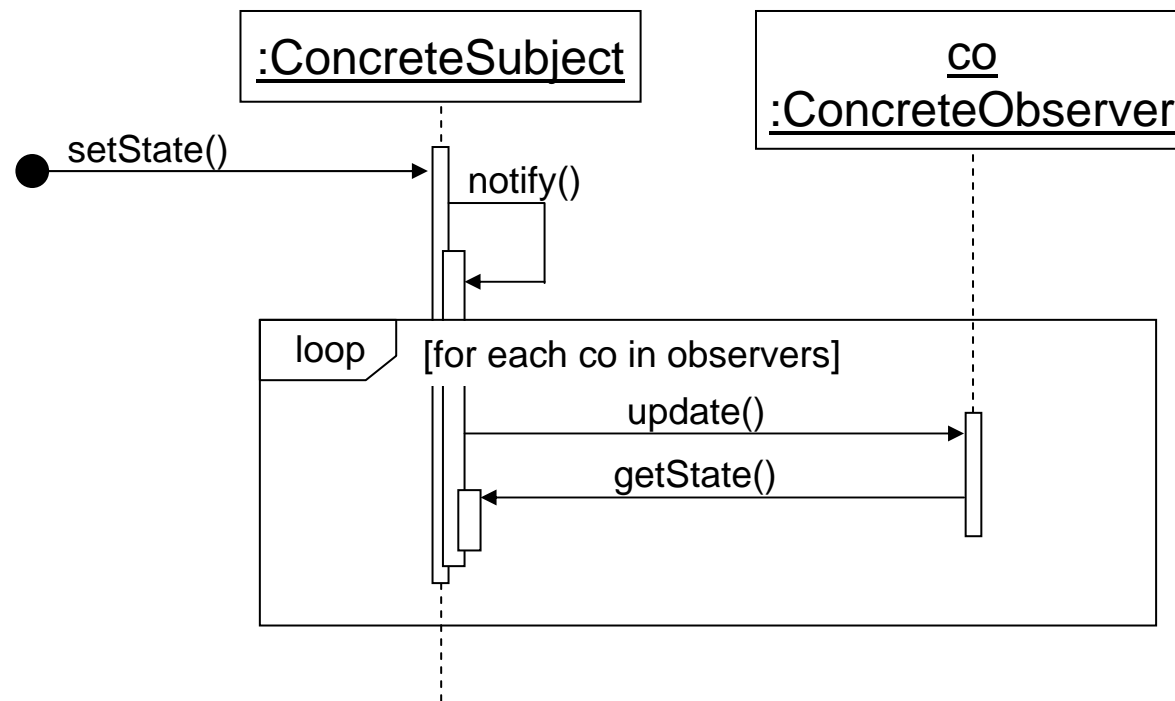 :ConcreteSubject
co
:ConcreteObserver
setState()
notify()
loop
[for each co in observers]
update()
getState()